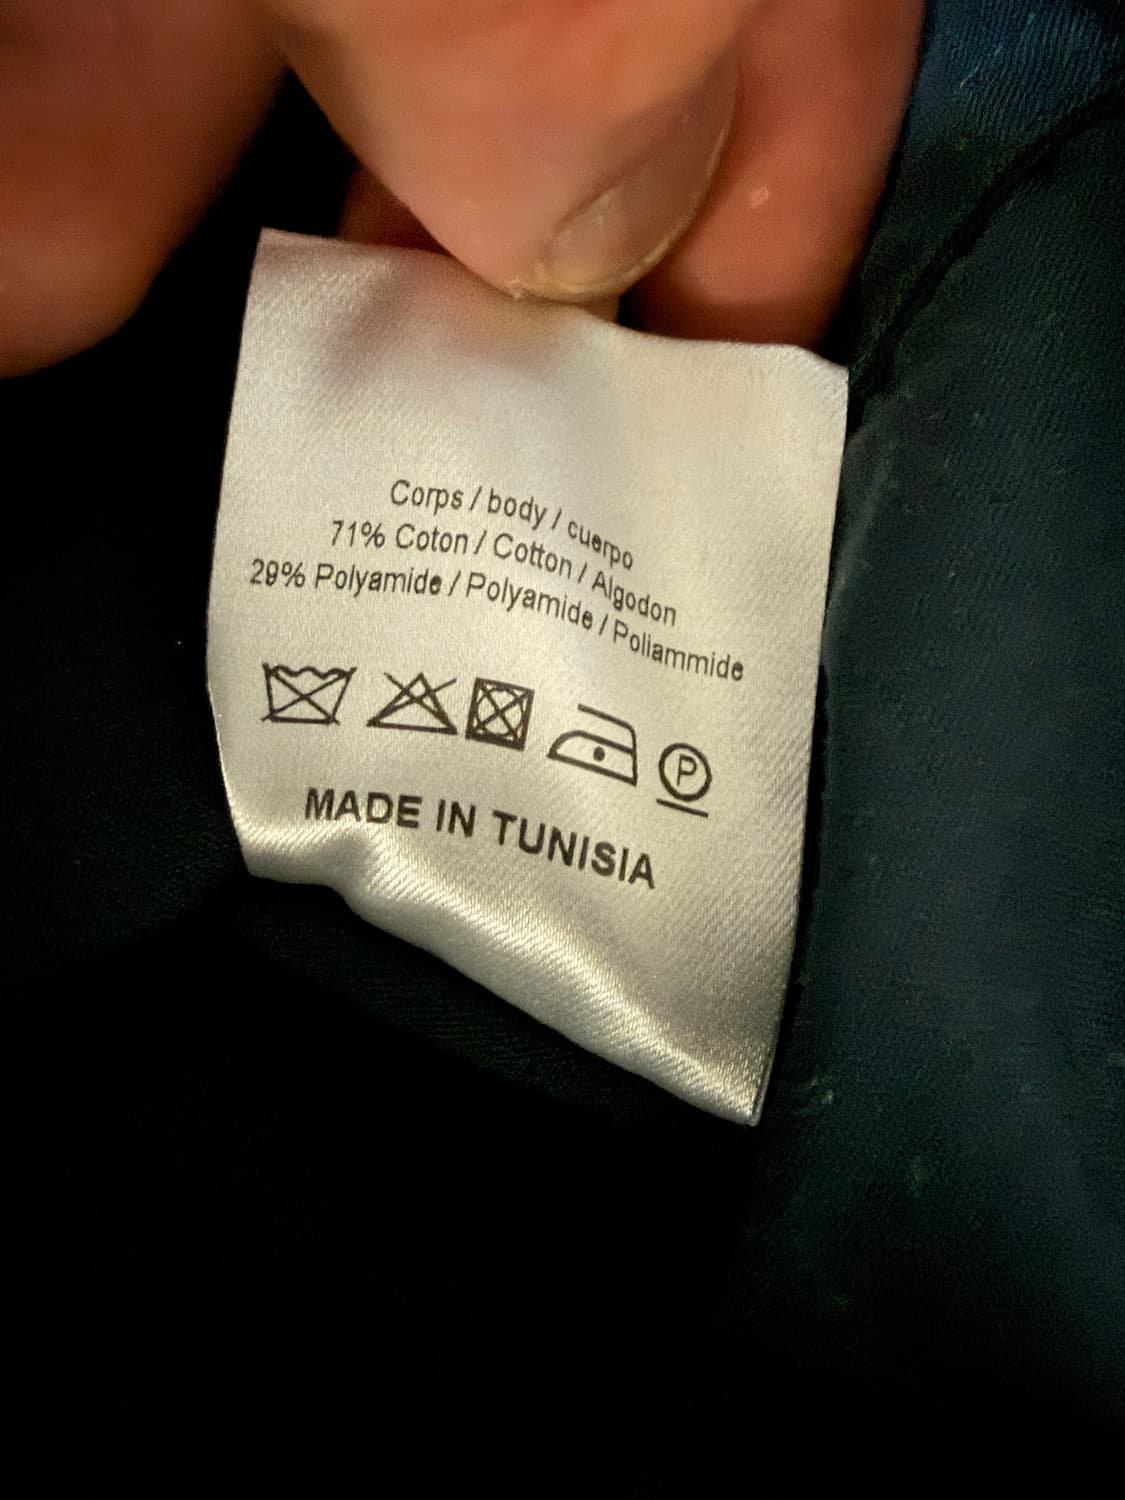 Corps / body / cuerpo
71% Coton / Cotton / Algodon
29% Polyamide / Polyamide / Poliammide
P
MADE IN TUNISIA